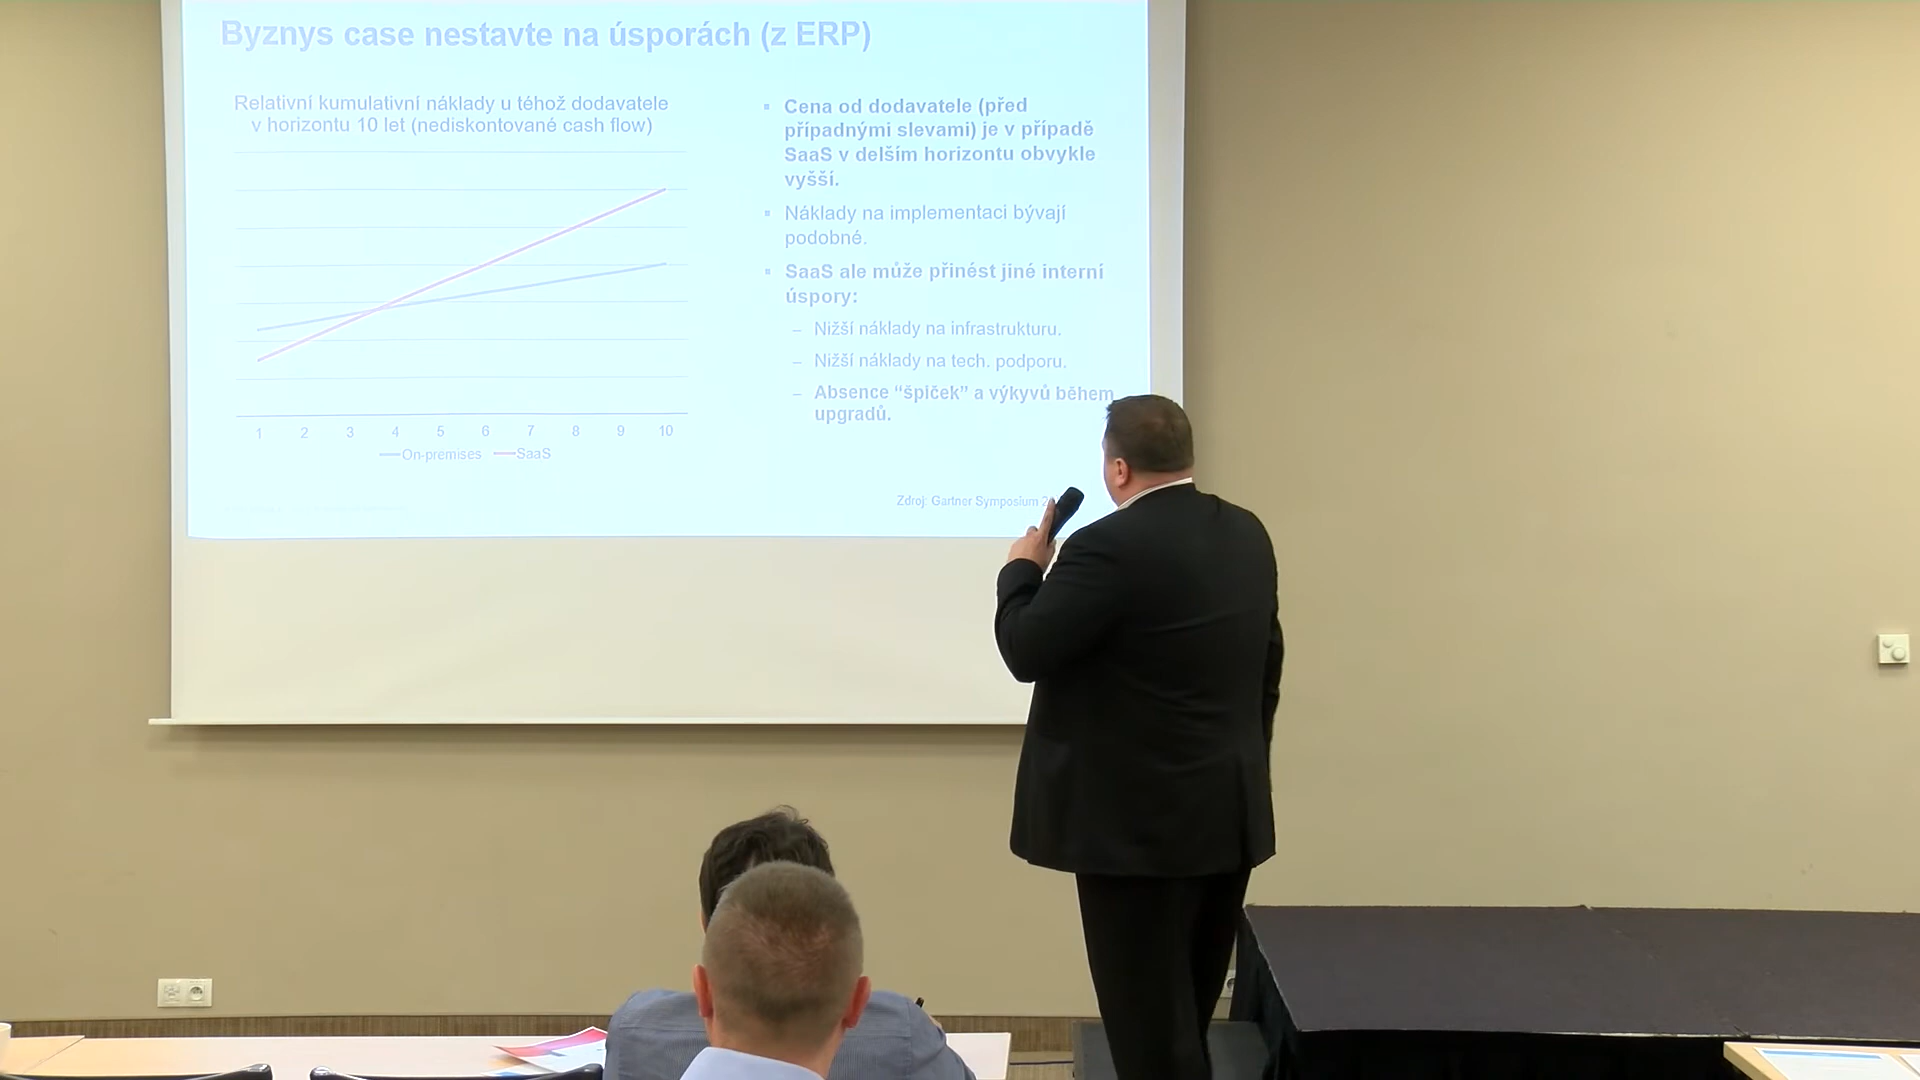 Byznys case nestavte na úsporách (z ERP)
Relativní kumulativní náklady u téhož dodavatele
v horizontu 10 let (nediskontované cash flow)
1 2 3 4 5 6 7 8 9 10
On-premises SaaS
▪ Cena od dodavatele (před
případnými slevami) je v případě
SaaS v delším horizontu obvykle
vyšší.
▪ Náklady na implementaci bývají
podobné.
▪ SaaS ale může přinést jiné interní
úspory:
– Nižší náklady na infrastrukturu.
– Nižší náklady na tech. podporu.
– Absence “špiček” a výkyvů během
upgradů.
Zdroj: Gartner Symposium